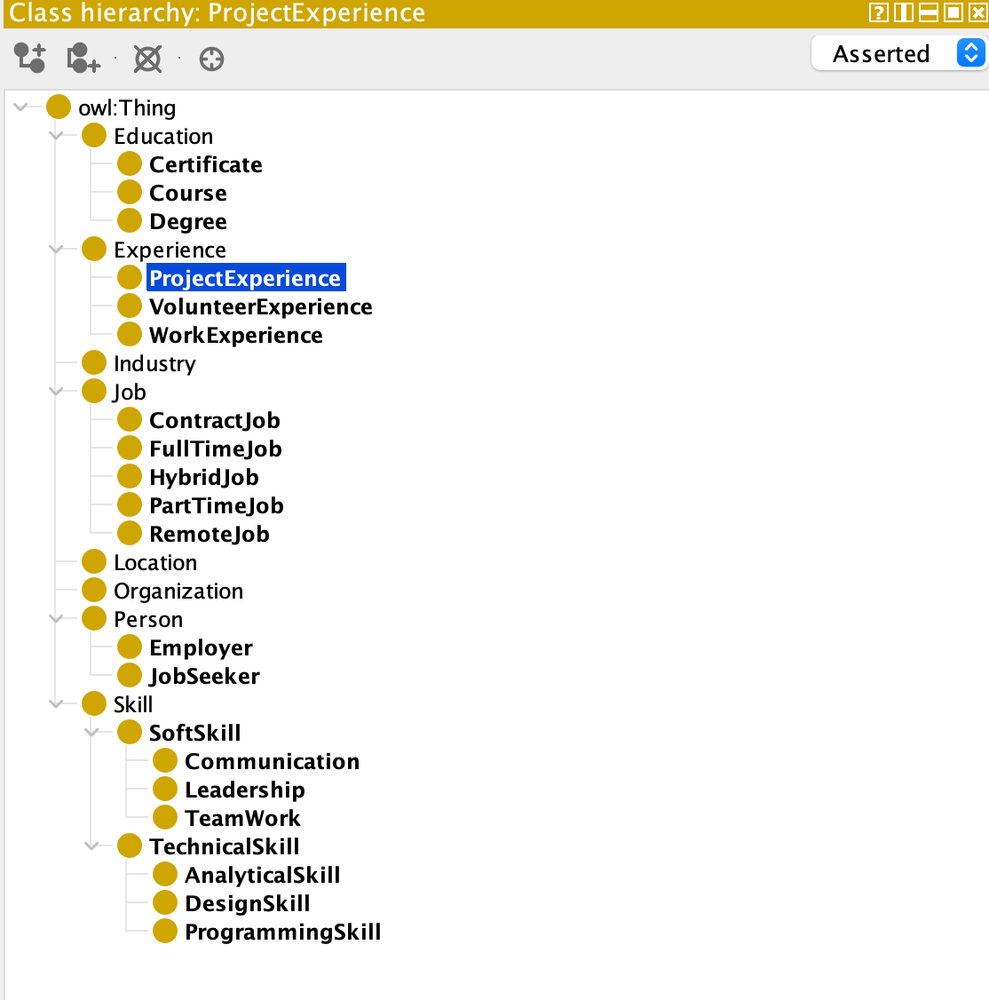 Class hierarchy: ProjectExperience
Asserted
owl:Thing
Education
Certificate
Course
Degree
Experience
ProjectExperience
VolunteerExperience
WorkExperience
Industry
Job
ContractJob
FullTimeJob
HybridJob
PartTimeJob
RemoteJob
Location
Organization
Person
Employer
JobSeeker
Skill
SoftSkill
Communication
Leadership
TeamWork
TechnicalSkill
AnalyticalSkill
DesignSkill
ProgrammingSkill